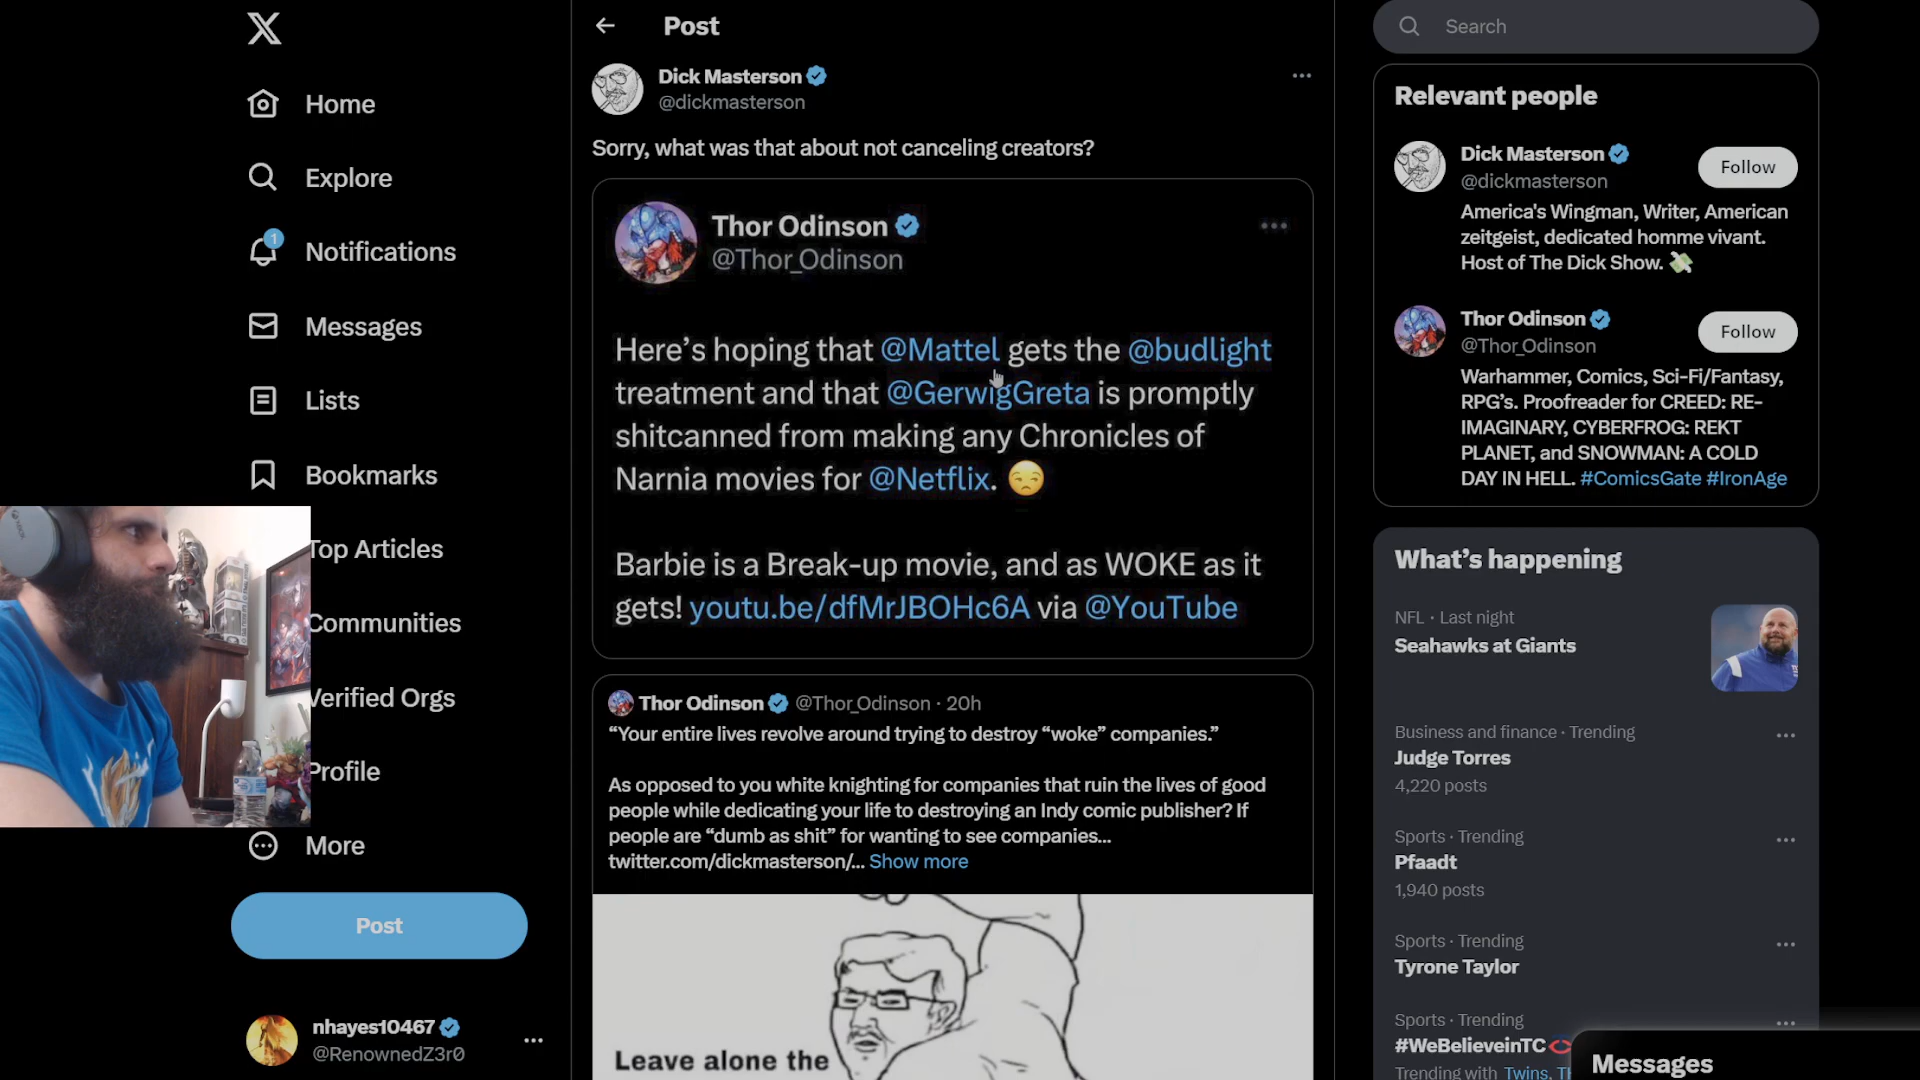 Home
Explore
1
Notifications
Messages
Lists
Bookmarks
Top Articles
Communities
Verified Orgs
Profile
More
Post
nhayes10467
@RenownedZ3r0
Post
Dick Masterson
@dickmasterson
Sorry, what was that about not canceling creators?
Thor Odinson
@Thor_Odinson
Here’s hoping that @Mattel gets the @budlight
treatment and that @GerwigGreta is promptly
shitcanned from making any Chronicles of
Narnia movies for @Netflix. 😒
Barbie is a Break-up movie, and as WOKE as it
gets! youtu.be/dfMrJBOHc6A via @YouTube
Thor Odinson @Thor_Odinson · 20h
“Your entire lives revolve around trying to destroy “woke” companies.”
As opposed to you white knighting for companies that ruin the lives of good
people while dedicating your life to destroying an Indy comic publisher? If
people are “dumb as shit” for wanting to see companies...
twitter.com/dickmasterson/... Show more
Leave alone the
Search
Relevant people
Dick Masterson
@dickmasterson
Follow
America's Wingman, Writer, American
zeitgeist, dedicated homme vivant.
Host of The Dick Show. 💸
Thor Odinson
@Thor_Odinson
Follow
Warhammer, Comics, Sci-Fi/Fantasy,
RPG’s. Proofreader for CREED: RE-
IMAGINARY, CYBERFROG: REKT
PLANET, and SNOWMAN: A COLD
DAY IN HELL. #ComicsGate #IronAge
What’s happening
NFL · Last night
Seahawks at Giants
Business and finance · Trending
Judge Torres
4,220 posts
Sports · Trending
Pfaadt
1,940 posts
Sports · Trending
Tyrone Taylor
Sports · Trending
#WeBelieveinTC
Trending with Twins,
Messages